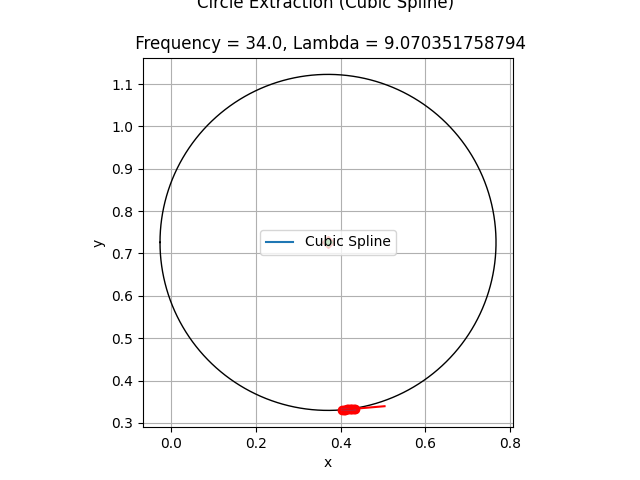 Circle Extraction (Cubic Spline)
Frequency = 34.0, Lambda = 9.070351758794
1.1
1.0
0.9
0.8
0.7
0.6
0.5
0.4
0.3
y
Cubic Spline
0.0 0.2 0.4 0.6 0.8
x